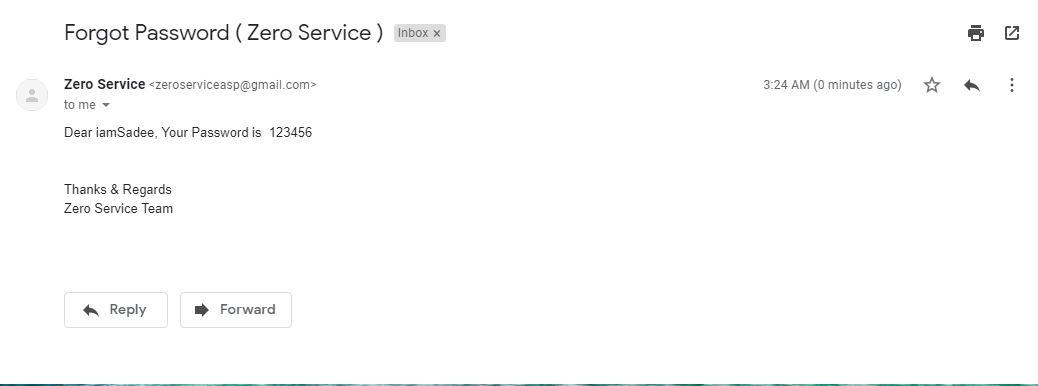 Forgot Password ( Zero Service ) Inbox ×
Zero Service <zeroserviceasp@gmail.com> 3:24 AM (0 minutes ago)
to me
Dear iamSadee, Your Password is 123456
Thanks & Regards
Zero Service Team
Reply Forward